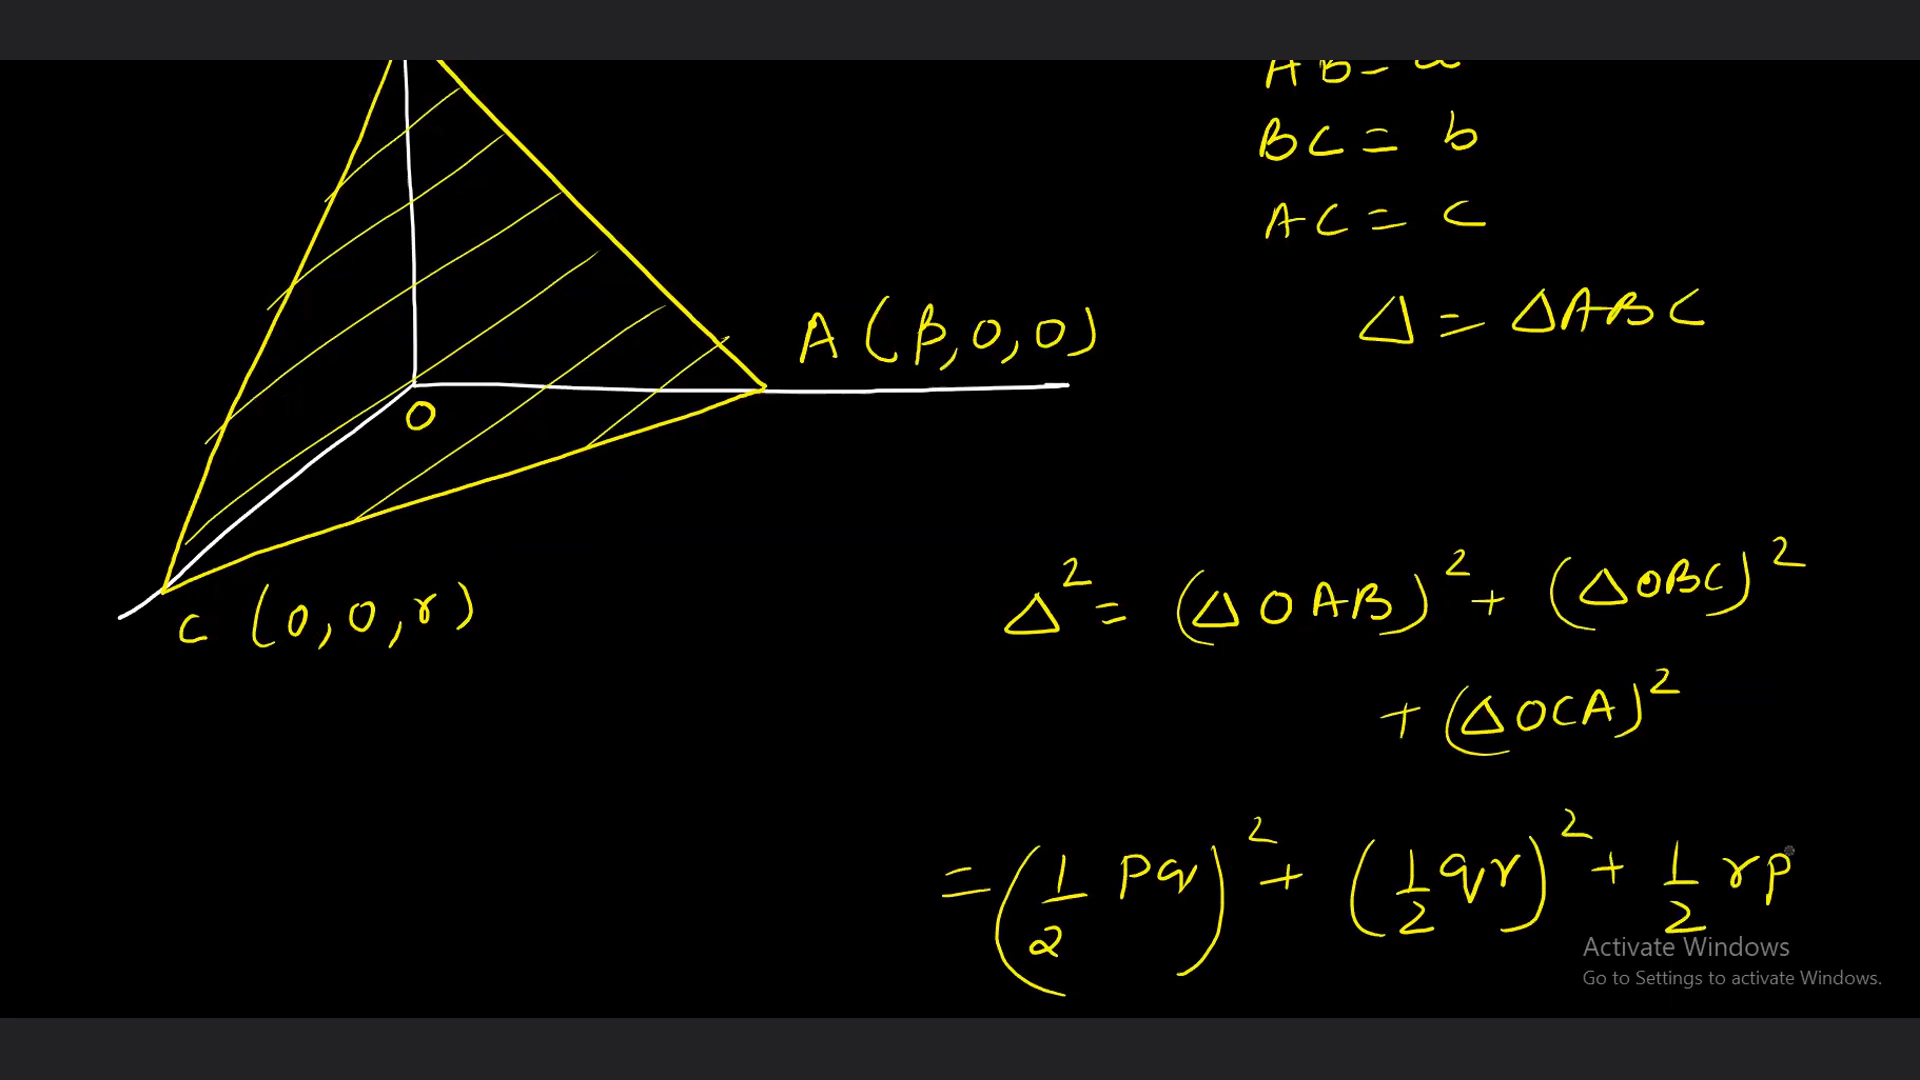 AB = a
BC = b
AC = c
Δ = ΔABC
A (p,0,0)
O
C (0,0,r)
Δ² = (ΔOAB)² + (ΔOBC)²
+ (ΔOCA)²
= (1/2 pq)² + (1/2 qr)² + 1/2 rp
Activate Windows
Go to Settings to activate Windows.